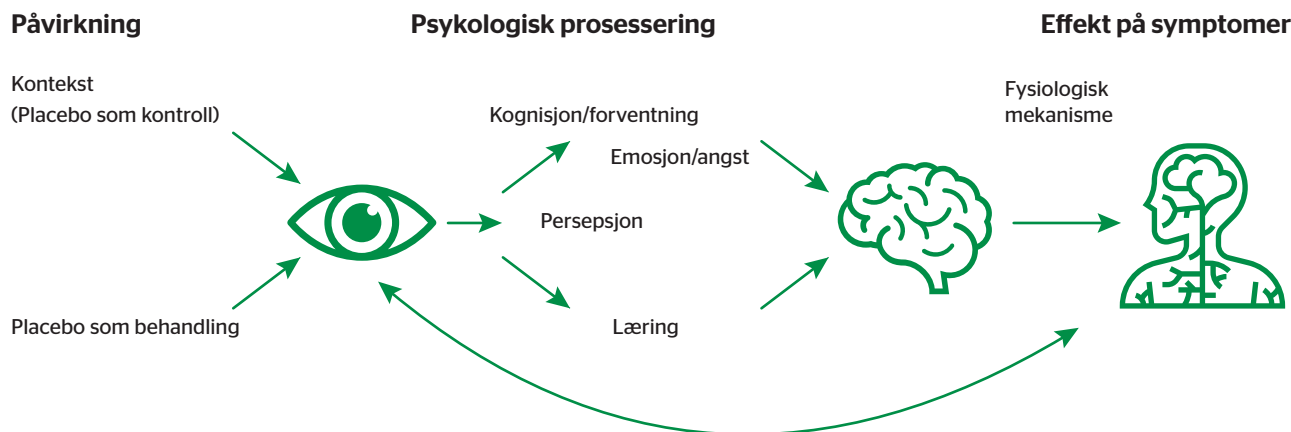 Påvirkning
Psykologisk prosessering
Effekt på symptomer
Kontekst
(Placebo som kontroll)
Fysiologisk
mekanisme
Kognisjon/forventning
Emosjon/angst
Persepsjon
Placebo som behandling
Læring